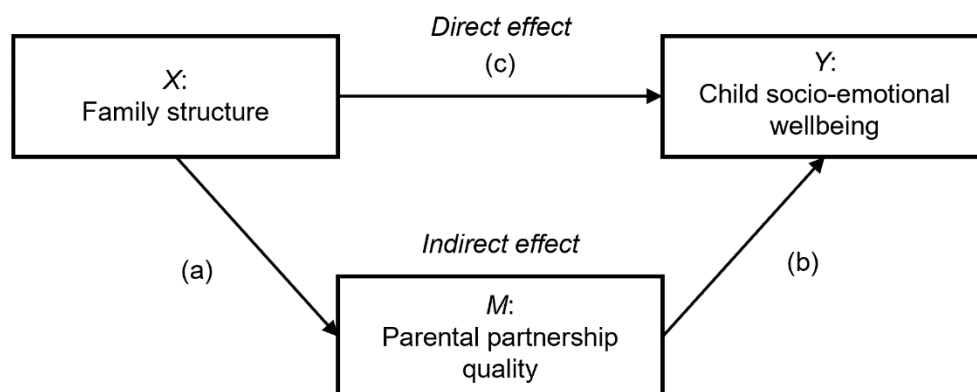 Direct effect
(c)
X:
Family structure
Y:
Child socio-emotional
wellbeing
(a)
Indirect effect
(b)
M:
Parental partnership
quality